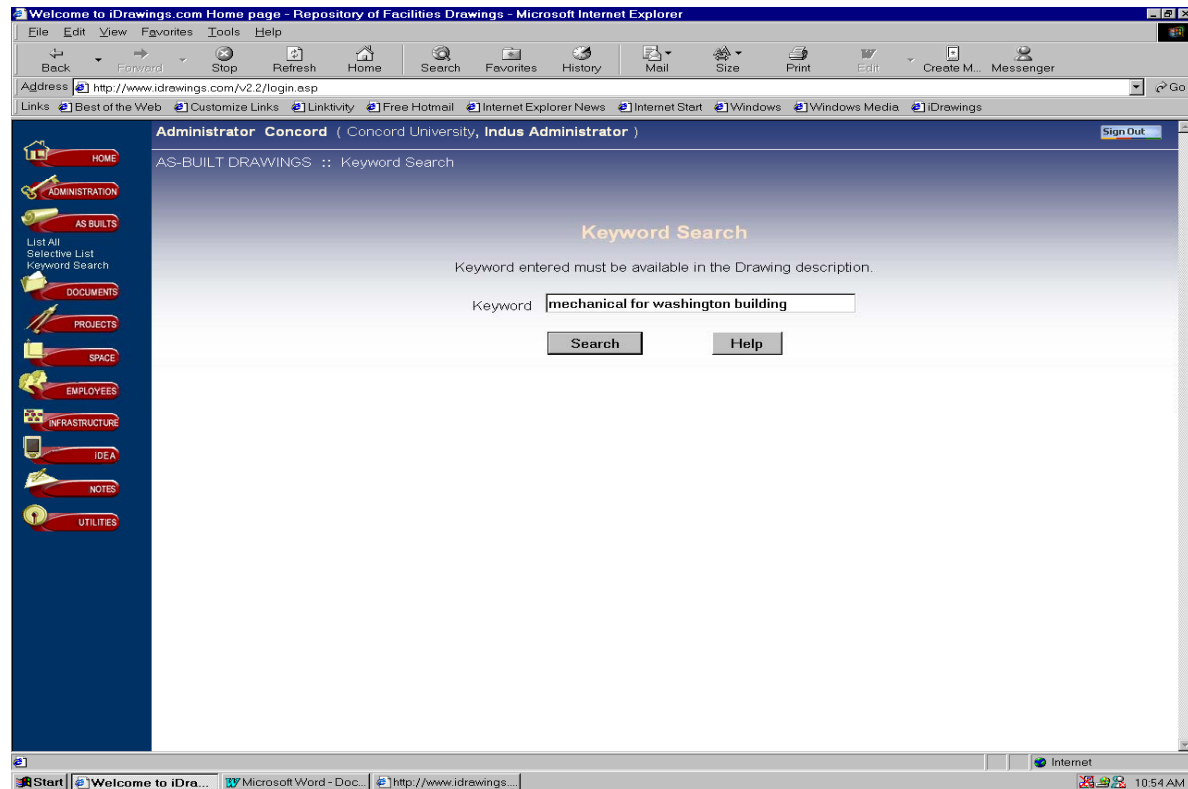 Welcome to iDrawings.com Home page - Repository of Facilities Drawings - Microsoft Internet Explorer
File Edit View Favorites Tools Help
Back Forward Stop Refresh Home Search Favorites History Mail Size Print Edit Create M... Messenger
Address http://www.idrawings.com/v2.2/login.asp Go
Links Best of the Web Customize Links Linktivity Free Hotmail Internet Explorer News Internet Start Windows Windows Media iDrawings
Administrator Concord ( Concord University, Indus Administrator ) Sign Out
AS-BUILT DRAWINGS :: Keyword Search
HOME
ADMINISTRATION
AS BUILTS
List All
Selective List
Keyword Search
DOCUMENTS
PROJECTS
SPACE
EMPLOYEES
INFRASTRUCTURE
IDEA
NOTES
UTILITIES
Keyword Search
Keyword entered must be available in the Drawing description.
Keyword mechanical for washington building
Search Help
Internet
Start Welcome to iDra... Microsoft Word - Doc... http://www.idrawings.... 10:54 AM